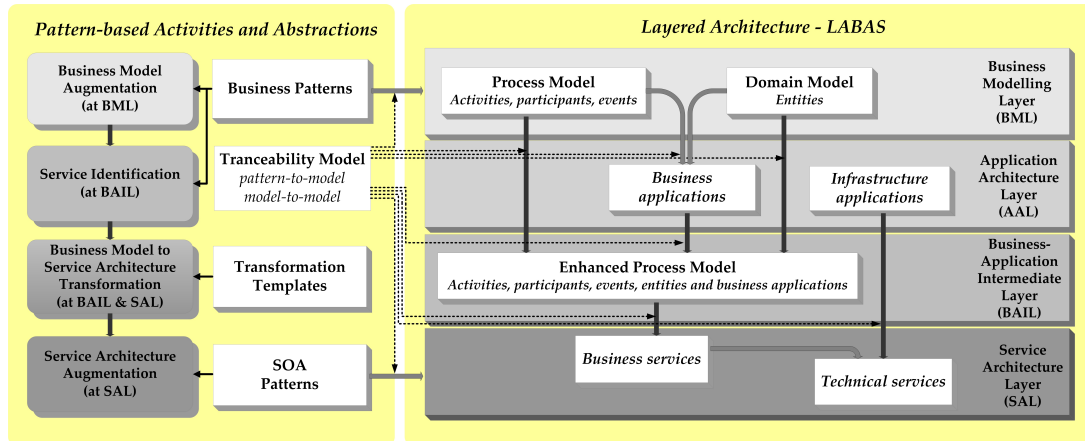 Pattern-based Activities and Abstractions
Business Model
Augmentation
(at BML)
Service Identification
(at BAIL)
Business Model to
Service Architecture
Transformation
(at BAIL & SAL)
Service Architecture
Augmentation
(at SAL)
Business Patterns
Tranceability Model
pattern-to-model
model-to-model
Transformation
Templates
SOA
Patterns
Layered Architecture - LABAS
Process Model
Activities, participants, events
Domain Model
Entities
Business
Modelling
Layer
(BML)
Business
applications
Infrastructure
applications
Application
Architecture
Layer
(AAL)
Enhanced Process Model
Activities, participants, events, entities and business applications
Business-
Application
Intermediate
Layer
(BAIL)
Business services
Technical services
Service
Architecture
Layer
(SAL)